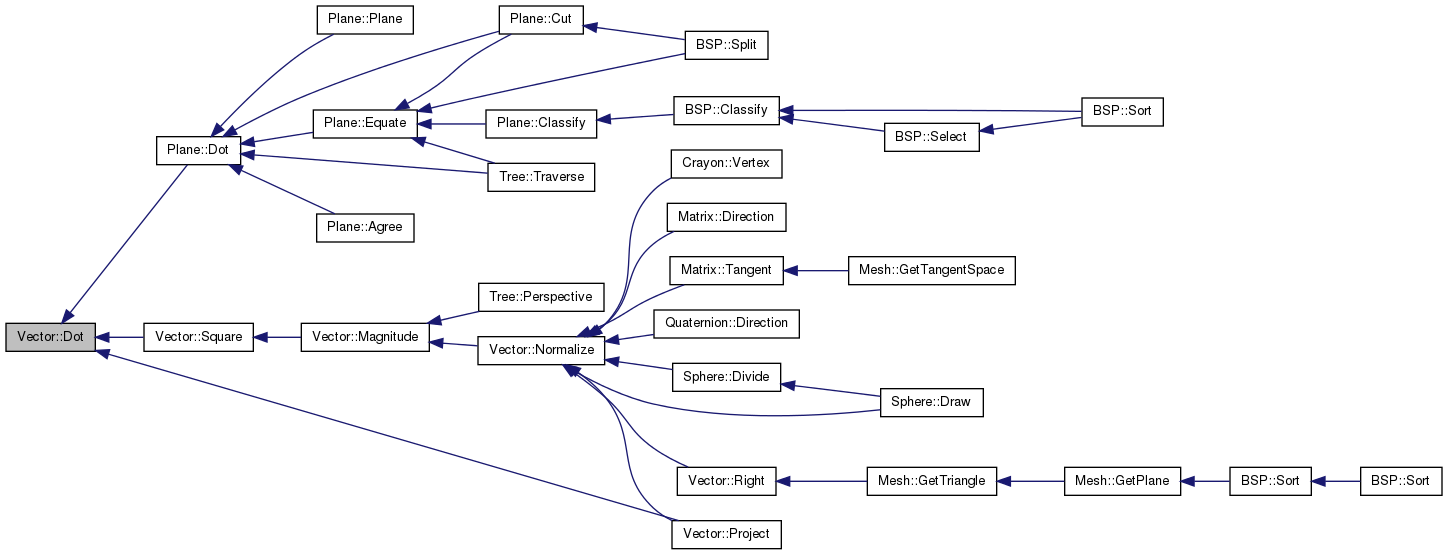 Plane::Plane
Plane::Cut
BSP::Split
Plane::Equate
Plane::Classify
BSP::Classify
BSP::Sort
BSP::Select
Plane::Dot
Tree::Traverse
Crayon::Vertex
Plane::Agree
Matrix::Direction
Matrix::Tangent
Mesh::GetTangentSpace
Tree::Perspective
Vector::Dot
Vector::Square
Vector::Magnitude
Vector::Normalize
Quaternion::Direction
Sphere::Divide
Sphere::Draw
Vector::Right
Mesh::GetTriangle
Mesh::GetPlane
BSP::Sort
BSP::Sort
Vector::Project